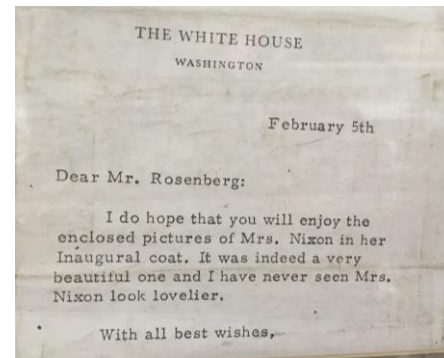 THE WHITE HOUSE
WASHINGTON
February 5th
Dear Mr. Rosenberg:
I do hope that you will enjoy the
enclosed pictures of Mrs. Nixon in her
Inaugural coat. It was indeed a very
beautiful one and I have never seen Mrs.
Nixon look lovelier.
With all best wishes,